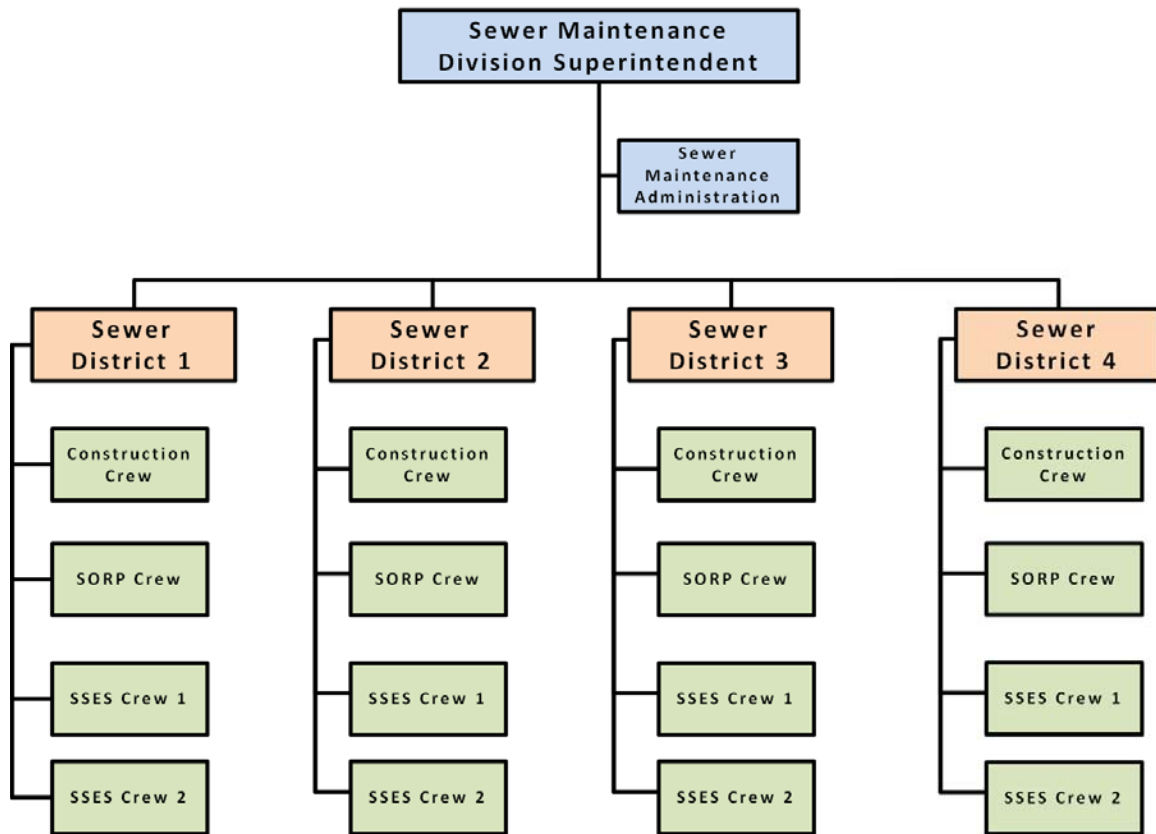 Sewer Maintenance
Division Superintendent
Sewer
Maintenance
Administration
Sewer
District 1
Sewer
District 2
Sewer
District 3
Sewer
District 4
Construction
Crew
Construction
Crew
Construction
Crew
Construction
Crew
SORP Crew
SORP Crew
SORP Crew
SORP Crew
SSES Crew 1
SSES Crew 1
SSES Crew 1
SSES Crew 1
SSES Crew 2
SSES Crew 2
SSES Crew 2
SSES Crew 2